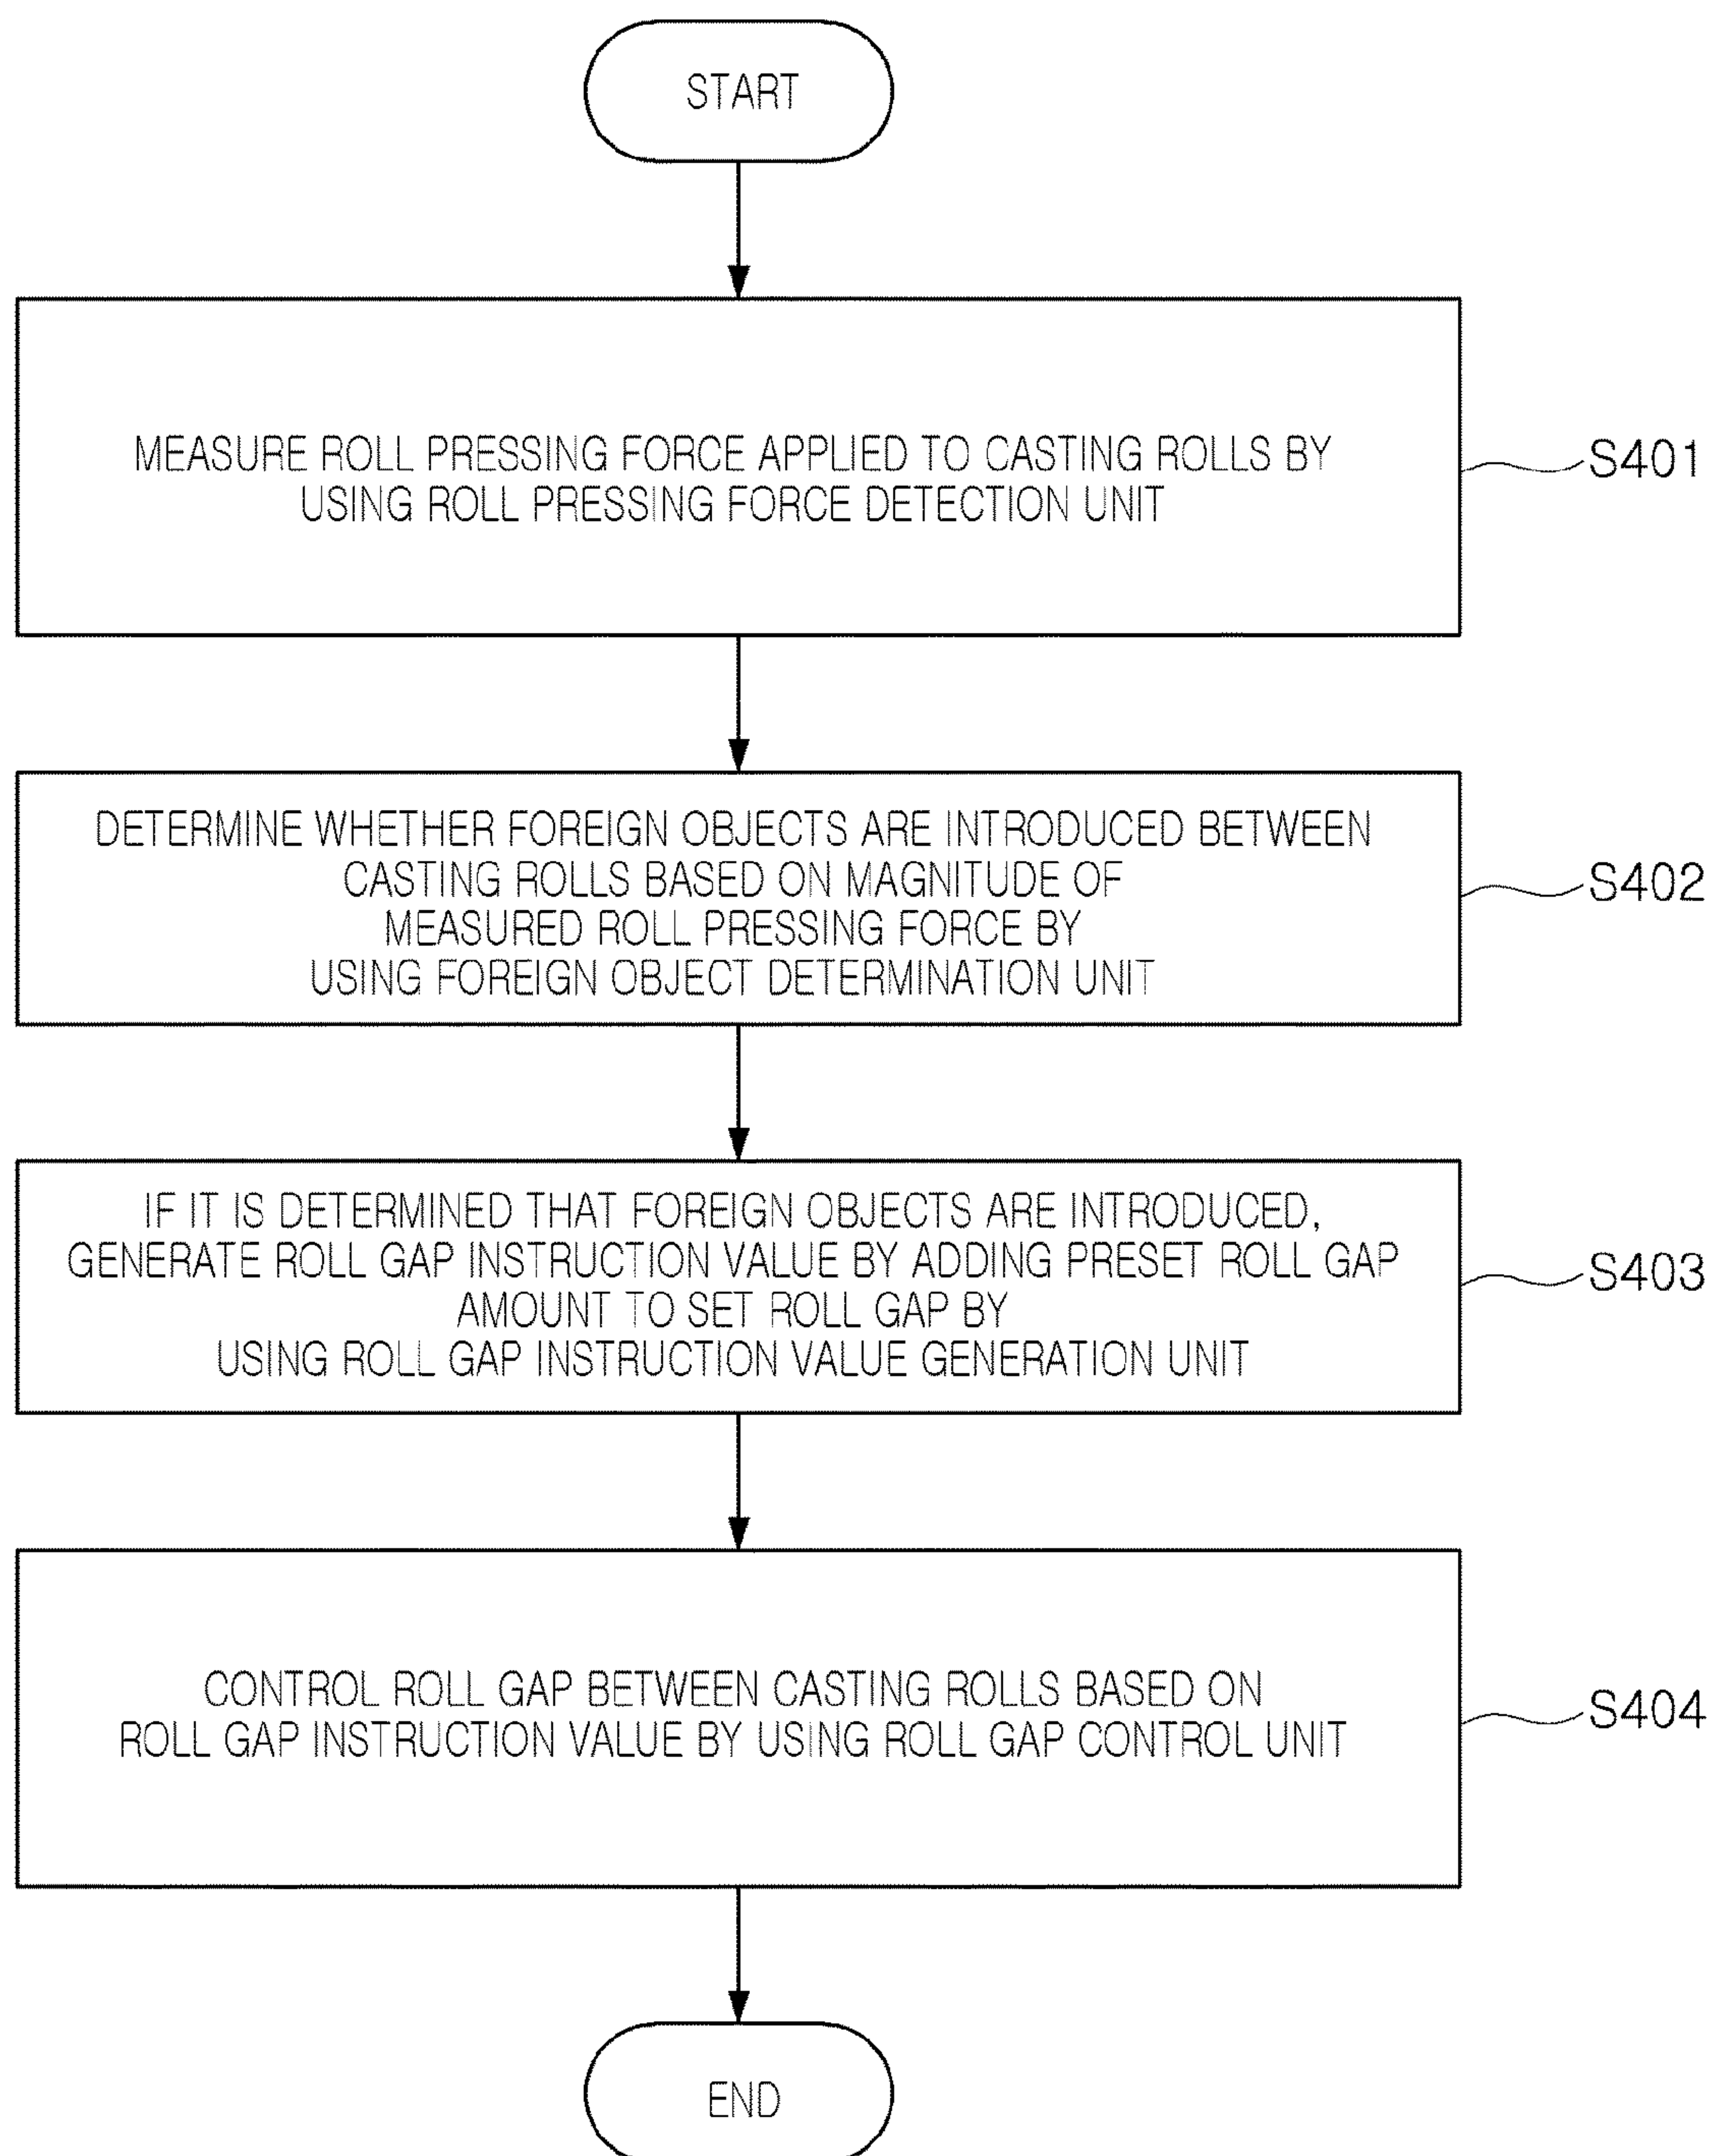 START
MEASURE ROLL PRESSING FORCE APPLIED TO CASTING ROLLS BY
USING ROLL PRESSING FORCE DETECTION UNIT
S401
DETERMINE WHETHER FOREIGN OBJECTS ARE INTRODUCED BETWEEN
CASTING ROLLS BASED ON MAGNITUDE OF
MEASURED ROLL PRESSING FORCE BY
USING FOREIGN OBJECT DETERMINATION UNIT
S402
IF IT IS DETERMINED THAT FOREIGN OBJECTS ARE INTRODUCED,
GENERATE ROLL GAP INSTRUCTION VALUE BY ADDING PRESET ROLL GAP
AMOUNT TO SET ROLL GAP BY
USING ROLL GAP INSTRUCTION VALUE GENERATION UNIT
S403
CONTROL ROLL GAP BETWEEN CASTING ROLLS BASED ON
ROLL GAP INSTRUCTION VALUE BY USING ROLL GAP CONTROL UNIT
S404
END